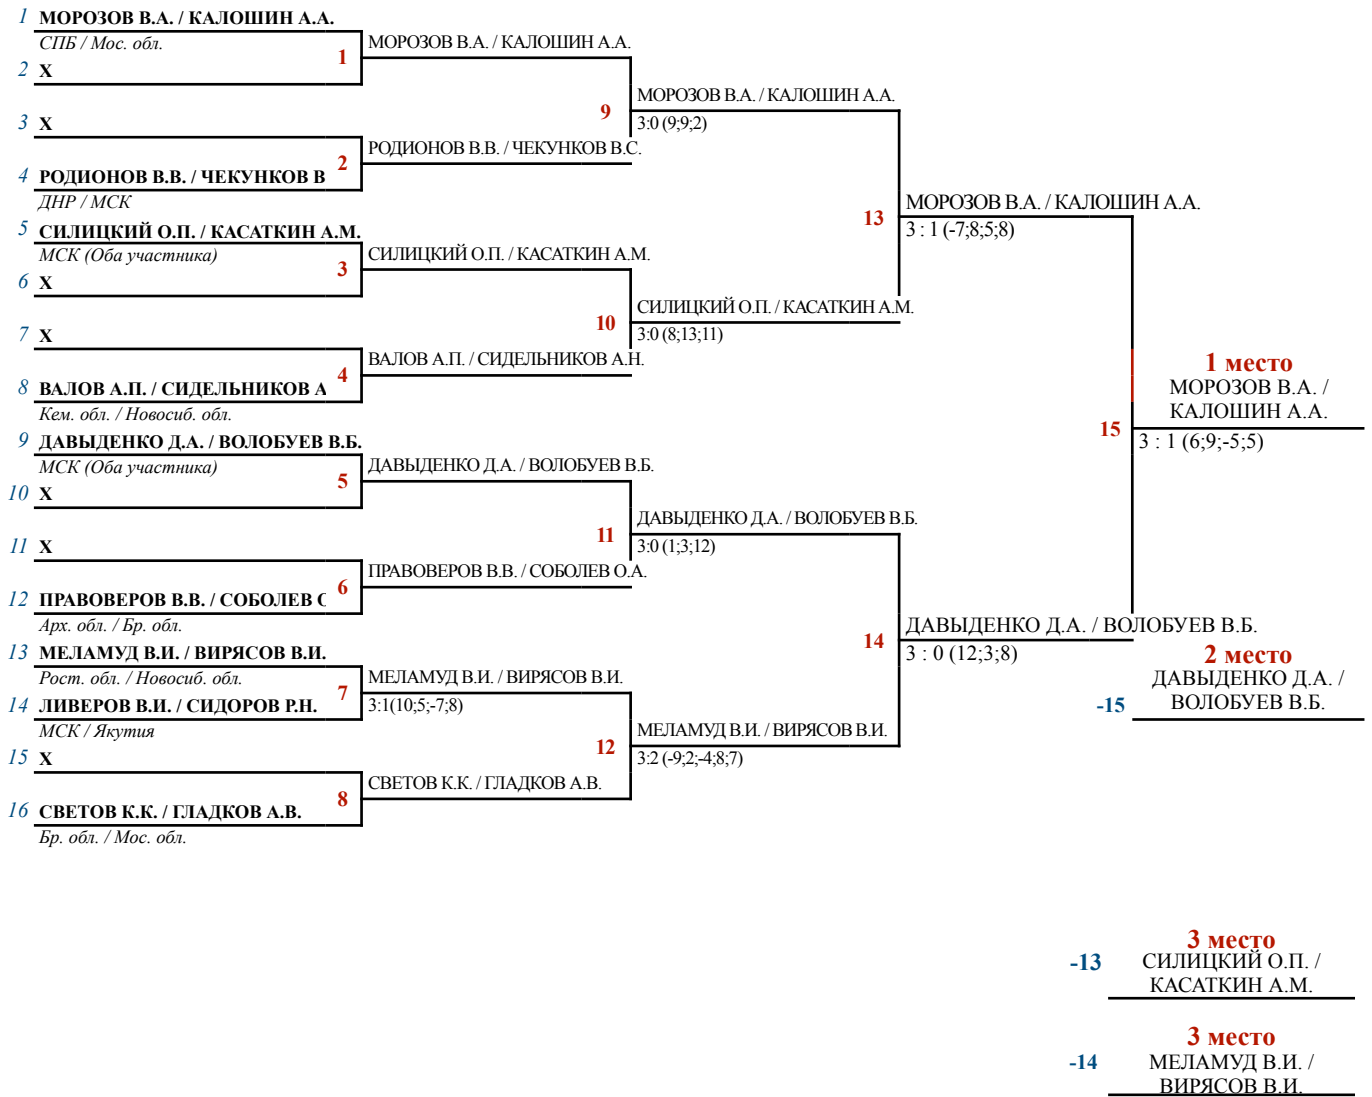 1 МОРОЗОВ В.А. / КАЛОШИН А.А.
СПБ / Мос. обл.
1
МОРОЗОВ В.А. / КАЛОШИН А.А.
2 X
9
МОРОЗОВ В.А. / КАЛОШИН А.А.
3:0 (9;9;2)
3 X
2
РОДИОНОВ В.В. / ЧЕКУНКОВ В.С.
4 РОДИОНОВ В.В. / ЧЕКУНКОВ В
ДНР / МСК
13
МОРОЗОВ В.А. / КАЛОШИН А.А.
3 : 1 (-7;8;5;8)
5 СИЛИЦКИЙ О.П. / КАСАТКИН А.М.
МСК (Оба участника)
3
СИЛИЦКИЙ О.П. / КАСАТКИН А.М.
6 X
10
СИЛИЦКИЙ О.П. / КАСАТКИН А.М.
3:0 (8;13;11)
7 X
4
ВАЛОВ А.П. / СИДЕЛЬНИКОВ А.Н.
8 ВАЛОВ А.П. / СИДЕЛЬНИКОВ А
Кем. обл. / Новосиб. обл.
1 место
МОРОЗОВ В.А. /
КАЛОШИН А.А.
15
3 : 1 (6;9;-5;5)
9 ДАВЫДЕНКО Д.А. / ВОЛОБУЕВ В.Б.
МСК (Оба участника)
5
ДАВЫДЕНКО Д.А. / ВОЛОБУЕВ В.Б.
10 X
11
ДАВЫДЕНКО Д.А. / ВОЛОБУЕВ В.Б.
3:0 (1;3;12)
11 X
6
ПРАВОВЕРОВ В.В. / СОБОЛЕВ О.А.
12 ПРАВОВЕРОВ В.В. / СОБОЛЕВ О
Арх. обл. / Бр. обл.
14
ДАВЫДЕНКО Д.А. / ВОЛОБУЕВ В.Б.
3 : 0 (12;3;8)
13 МЕЛАМУД В.И. / ВИРЯСОВ В.И.
Рост. обл. / Новосиб. обл.
7
МЕЛАМУД В.И. / ВИРЯСОВ В.И.
3:1(10;5;-7;8)
14 ЛИВЕРОВ В.И. / СИДОРОВ Р.Н.
МСК / Якутия
2 место
ДАВЫДЕНКО Д.А. /
-15 ВОЛОБУЕВ В.Б.
12
МЕЛАМУД В.И. / ВИРЯСОВ В.И.
3:2 (-9;2;-4;8;7)
15 X
8
СВЕТОВ К.К. / ГЛАДКОВ А.В.
16 СВЕТОВ К.К. / ГЛАДКОВ А.В.
Бр. обл. / Мос. обл.
3 место
-13 СИЛИЦКИЙ О.П. /
КАСАТКИН А.М.
3 место
-14 МЕЛАМУД В.И. /
ВИРЯСОВ В.И.